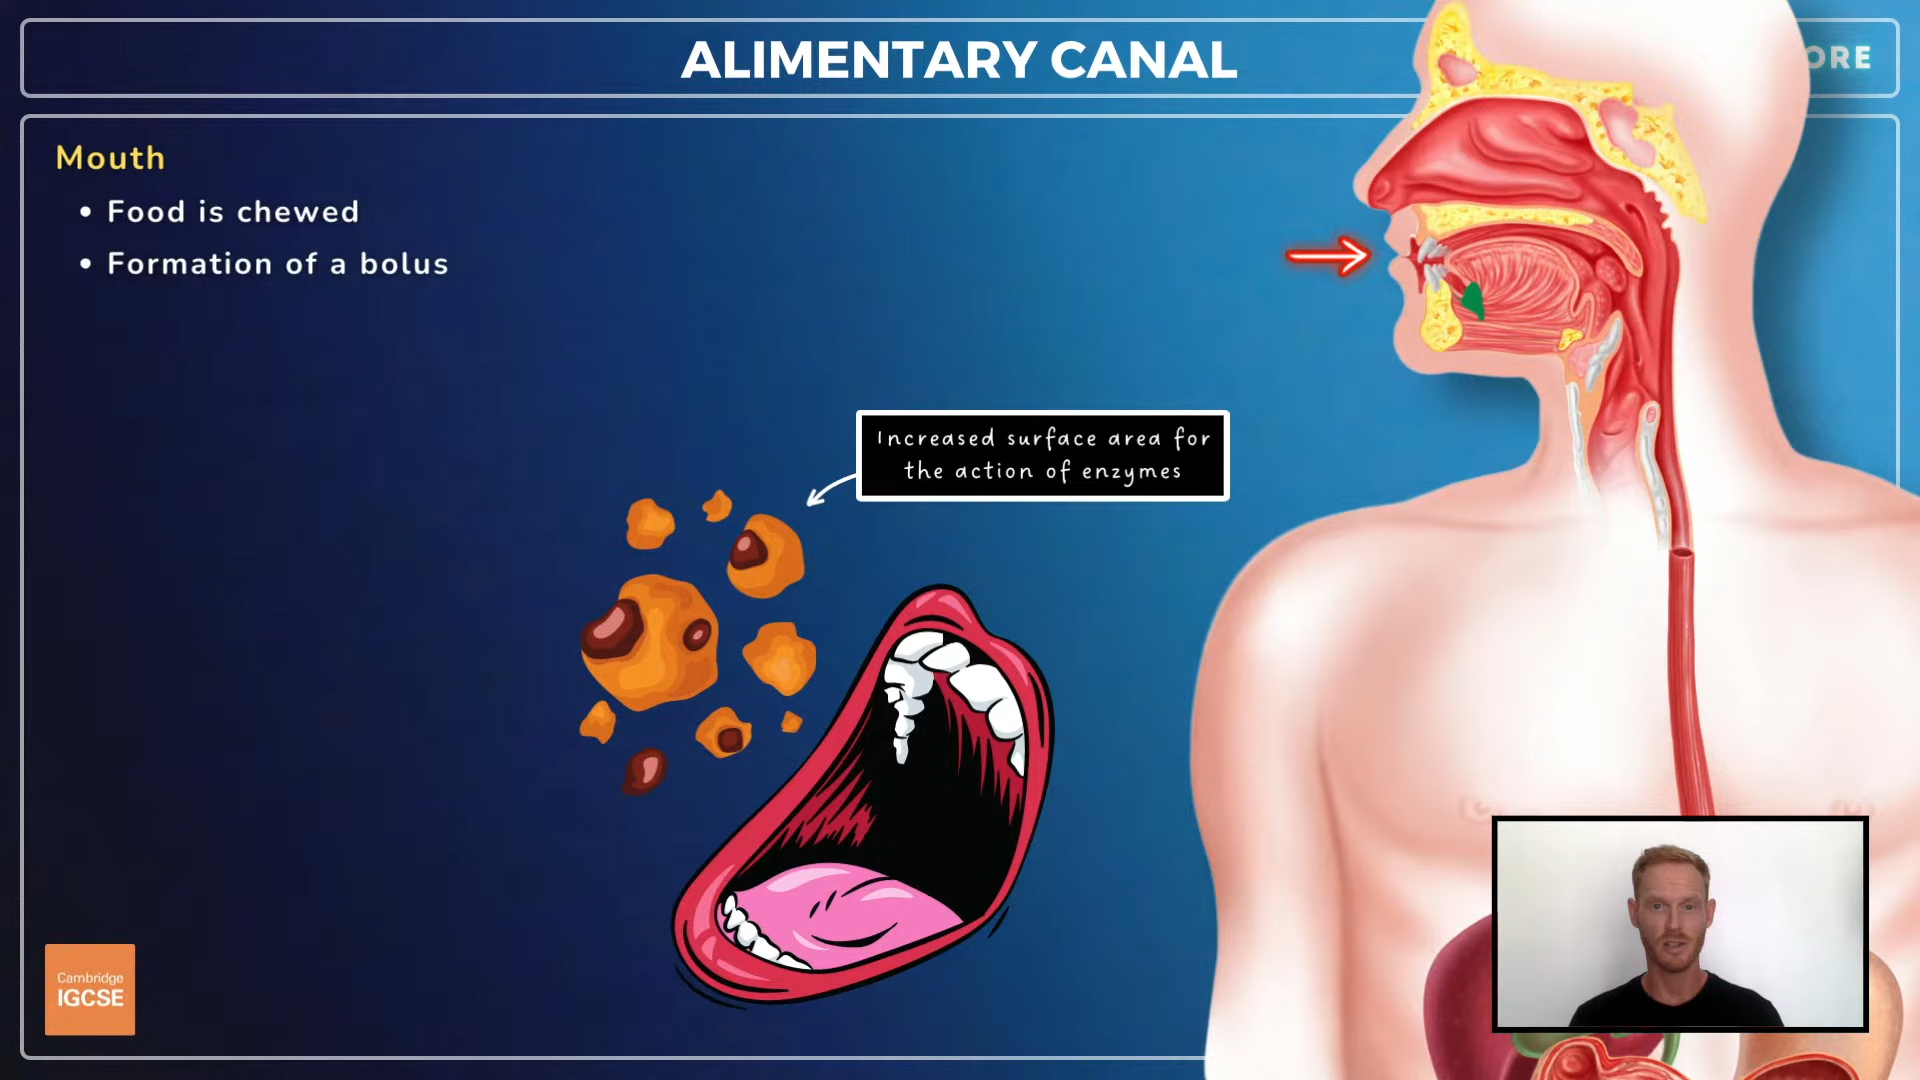 ALIMENTARY CANAL
ORE
Mouth
• Food is chewed
• Formation of a bolus
Increased surface area for
the action of enzymes
Cambridge
IGCSE